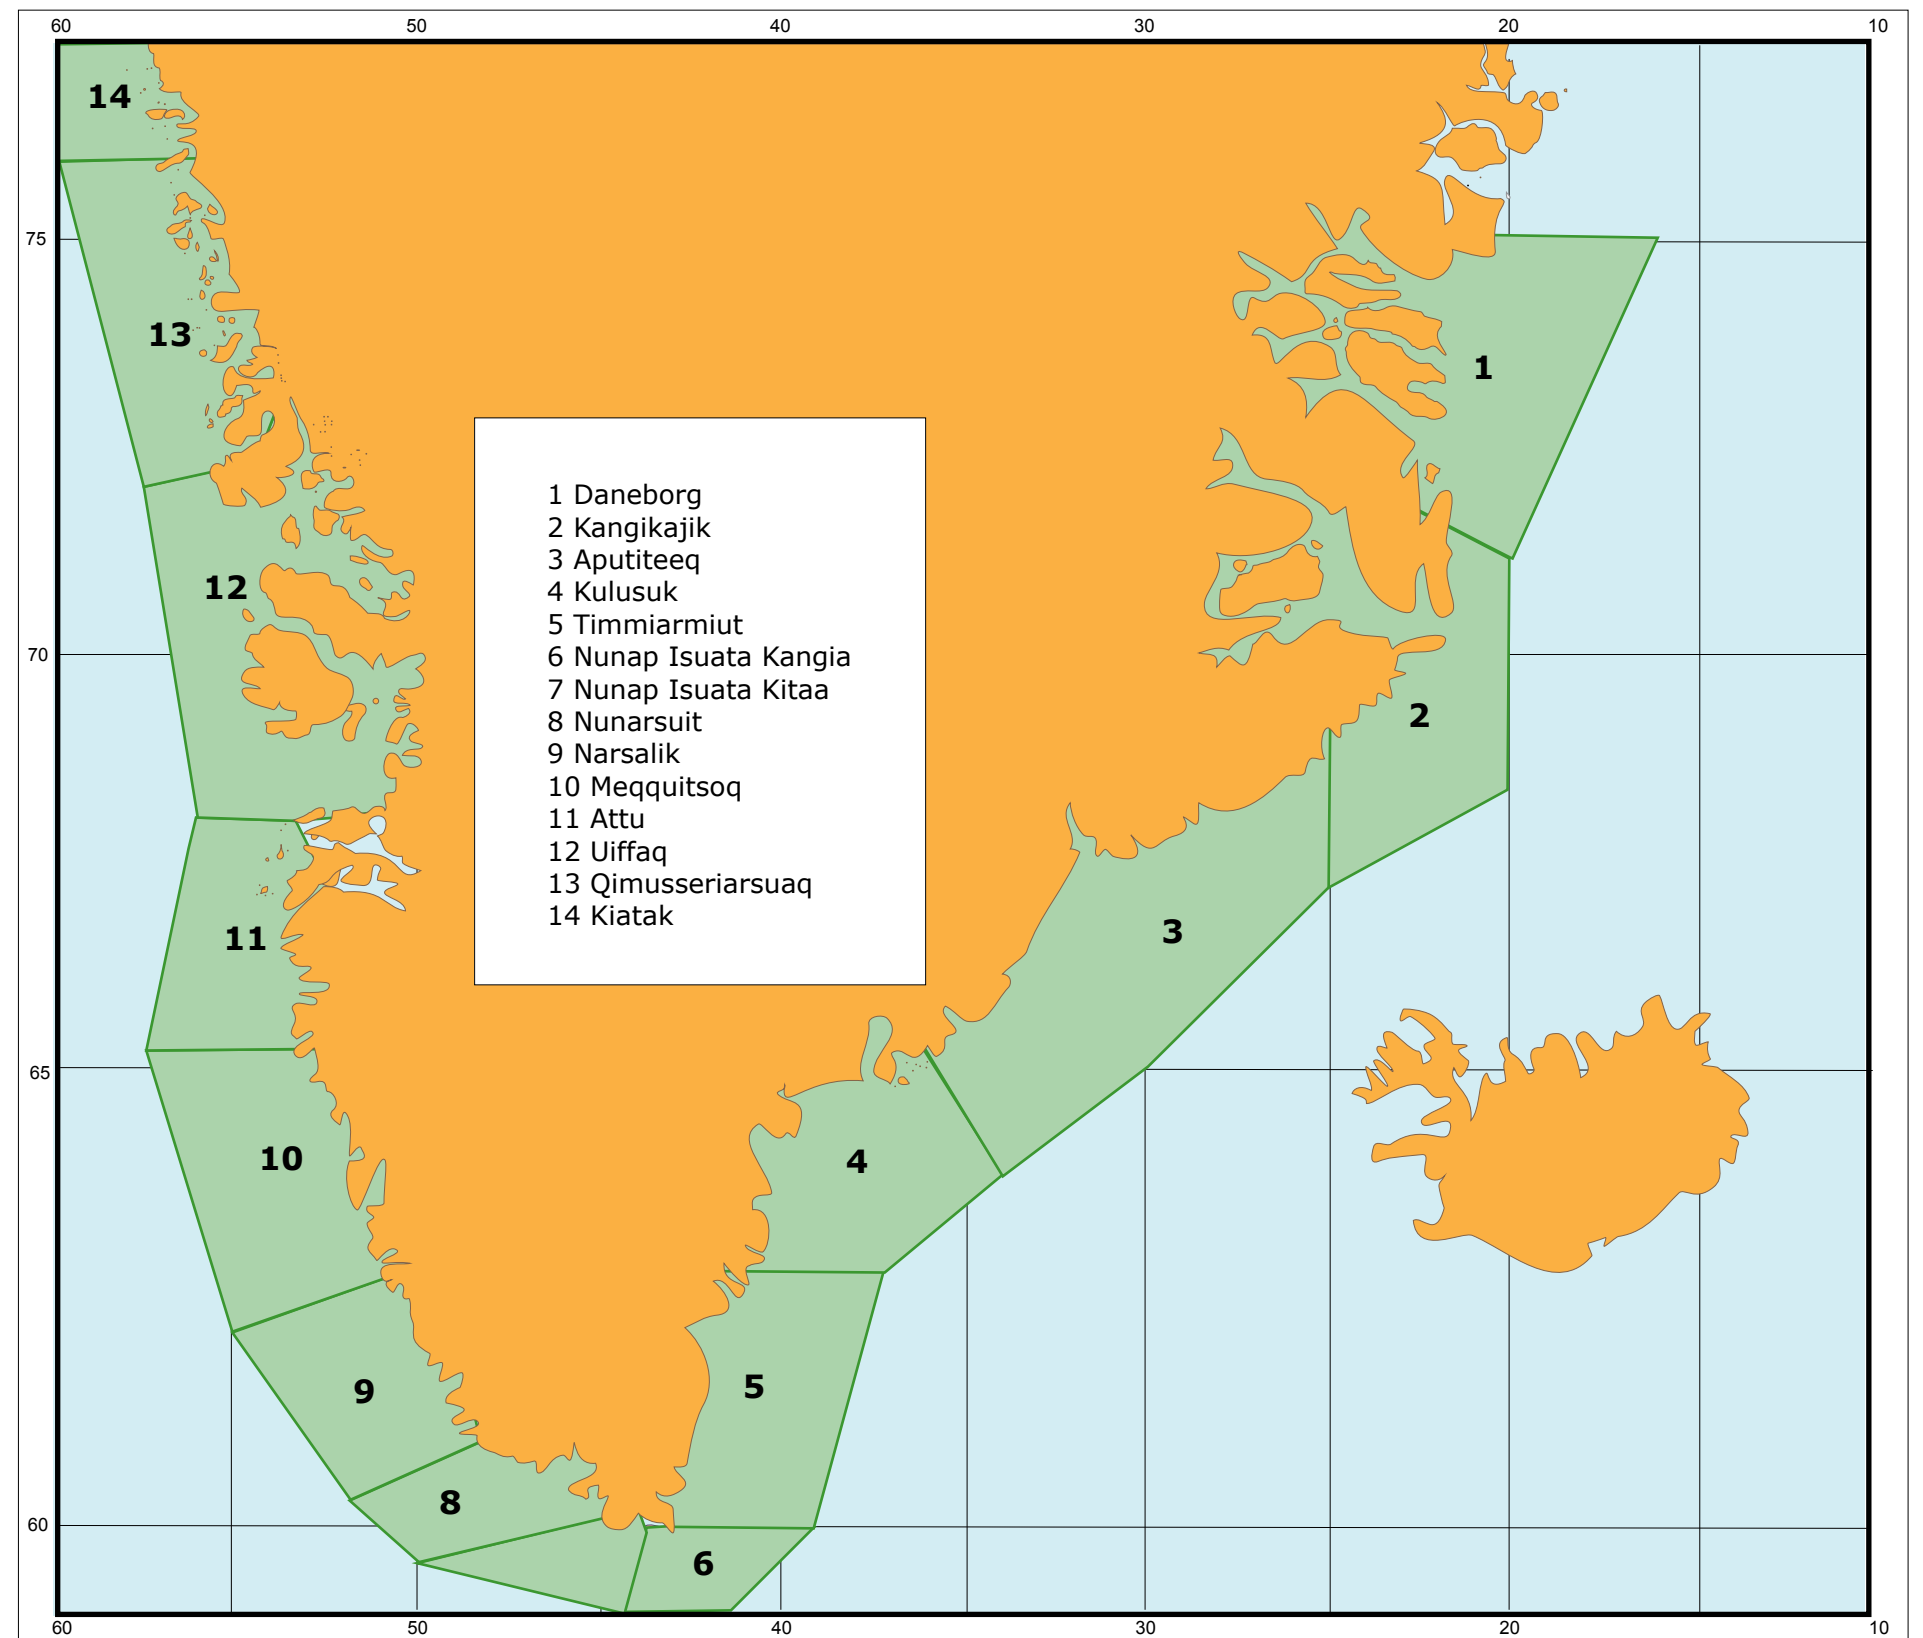 60 50 40 30 20 10
14
75
13
1
1 Daneborg
2 Kangikajik
3 Aputiteeq
4 Kulusuk
5 Timmiarmiut
6 Nunap Isuata Kangia
7 Nunap Isuata Kitaa
8 Nunarsuit
9 Narsalik
10 Meqquitsoq
11 Attu
12 Uiffaq
13 Qimusseriarsuaq
14 Kiatak
12
70
2
11
3
65
10
4
9
5
8
60
6
60 50 40 30 20 10